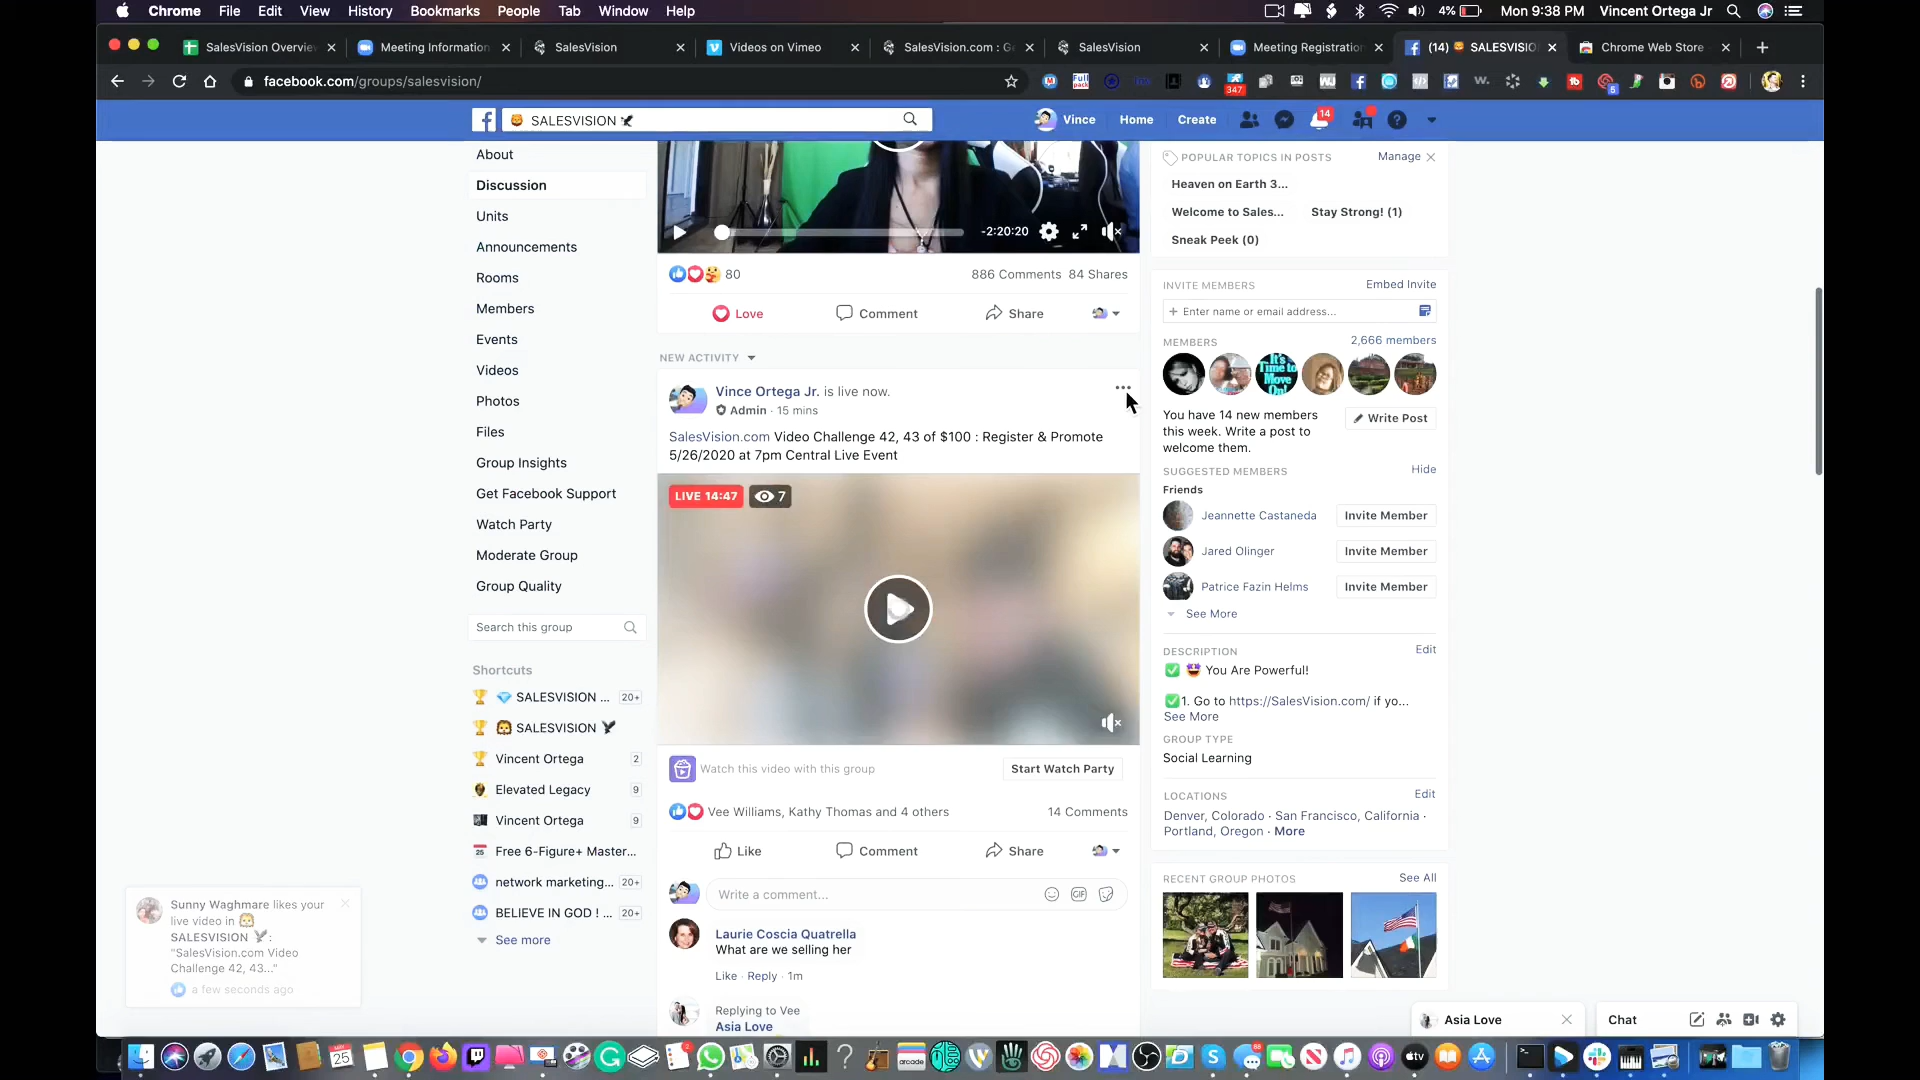 Chrome File Edit View History Bookmarks People Tab Window Help 4% Mon 9:38 PM Vincent Ortega Jr
SalesVision Overview Meeting Information SalesVision Videos on Vimeo SalesVision.com : G SalesVision Meeting Registratio (14) SALESVISIO Chrome Web Store
facebook.com/groups/salesvision/ 347 5
SALESVISION Vince Home Create 14
About
Discussion
Units
Announcements
Rooms
Members
Events
Videos
Photos
Files
Group Insights
Get Facebook Support
Watch Party
Moderate Group
Group Quality
Search this group
Shortcuts
SALESVISION ... 20+
SALESVISION
Vincent Ortega 2
Elevated Legacy 9
Vincent Ortega 9
Free 6-Figure+ Master...
network marketing... 20+
BELIEVE IN GOD ! ... 20+
See more
Sunny Waghmare likes your
live video in
SALESVISION :
"SalesVision.com Video
Challenge 42, 43..."
a few seconds ago
-2:20:20
80 886 Comments 84 Shares
Love Comment Share
NEW ACTIVITY
Vince Ortega Jr. is live now.
Admin · 15 mins
SalesVision.com Video Challenge 42, 43 of $100 : Register & Promote
5/26/2020 at 7pm Central Live Event
LIVE 14:47 7
Watch this video with this group Start Watch Party
Vee Williams, Kathy Thomas and 4 others 14 Comments
Like Comment Share
Write a comment... GIF
Laurie Coscia Quatrella
What are we selling her
Like · Reply · 1m
Replying to Vee
Asia Love
POPULAR TOPICS IN POSTS Manage
Heaven on Earth 3...
Welcome to Sales... Stay Strong! (1)
Sneak Peek (0)
INVITE MEMBERS Embed Invite
+ Enter name or email address...
MEMBERS 2,666 members
It's
Time to
Move
On!
You have 14 new members
this week. Write a post to
welcome them.
Write Post
SUGGESTED MEMBERS Hide
Friends
Jeannette Castaneda Invite Member
Jared Olinger Invite Member
Patrice Fazin Helms Invite Member
See More
DESCRIPTION Edit
You Are Powerful!
1. Go to https://SalesVision.com/ if yo...
See More
GROUP TYPE
Social Learning
LOCATIONS Edit
Denver, Colorado · San Francisco, California ·
Portland, Oregon · More
RECENT GROUP PHOTOS See All
Asia Love Chat